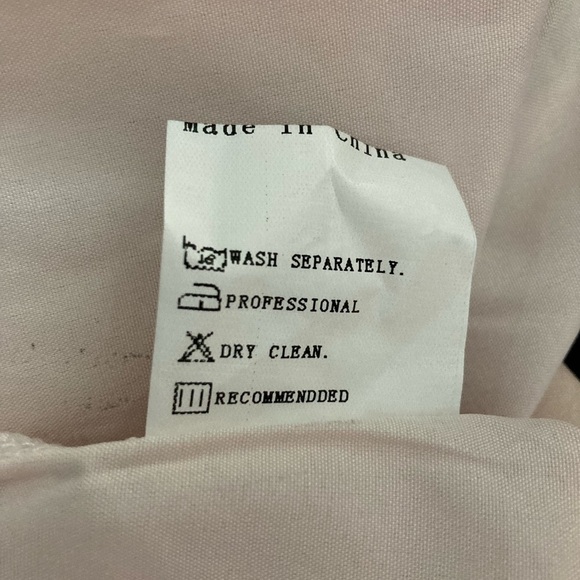 Made in China
WASH SEPARATELY.
PROFESSIONAL
DRY CLEAN.
RECOMMENDDED